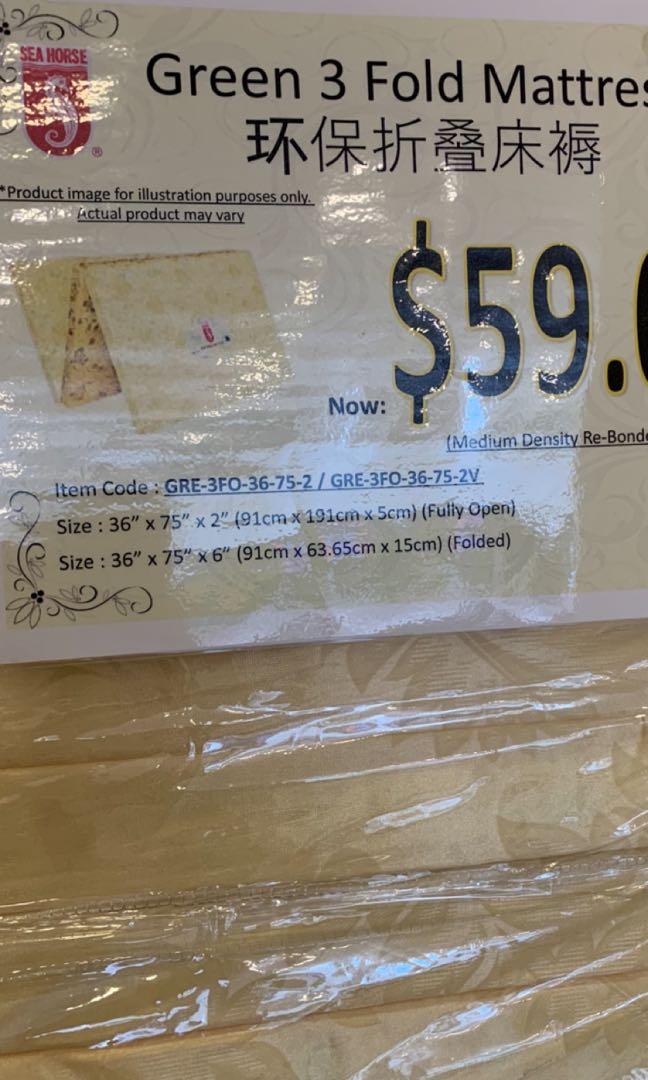 SEA HORSE
®
Green 3 Fold Mattres
环保折叠床褥
*Product image for illustration purposes only.
Actual product may vary
Now: $59.
(Medium Density Re-Bonde
Item Code : GRE-3FO-36-75-2 / GRE-3FO-36-75-2V
Size : 36” x 75” x 2” (91cm x 191cm x 5cm) (Fully Open)
Size : 36” x 75” x 6” (91cm x 63.65cm x 15cm) (Folded)